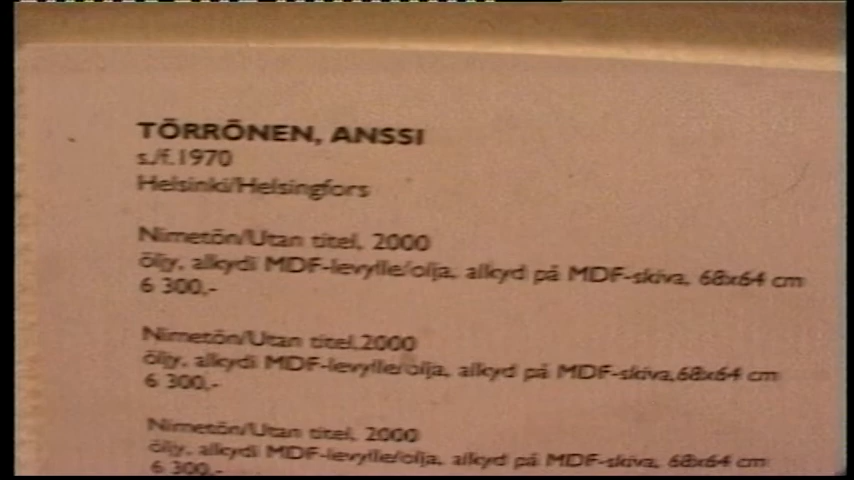 TÖRRÖNEN, ANSSI
s./f.1970
Helsinki/Helsingfors
Nimetön/Utan titel, 2000
öljy, alkydi MDF-levylle/olja, alkyd på MDF-skiva, 68x64 cm
6 300,-
Nimetön/Utan titel,2000
öljy, alkydi MDF-levylle/olja, alkyd på MDF-skiva,68x64 cm
6 300,-
Nimetön/Utan titel, 2000
öljy, alkydi MDF-levylle/olja, alkyd på MDF-skiva, 68x64 cm
6 300,-